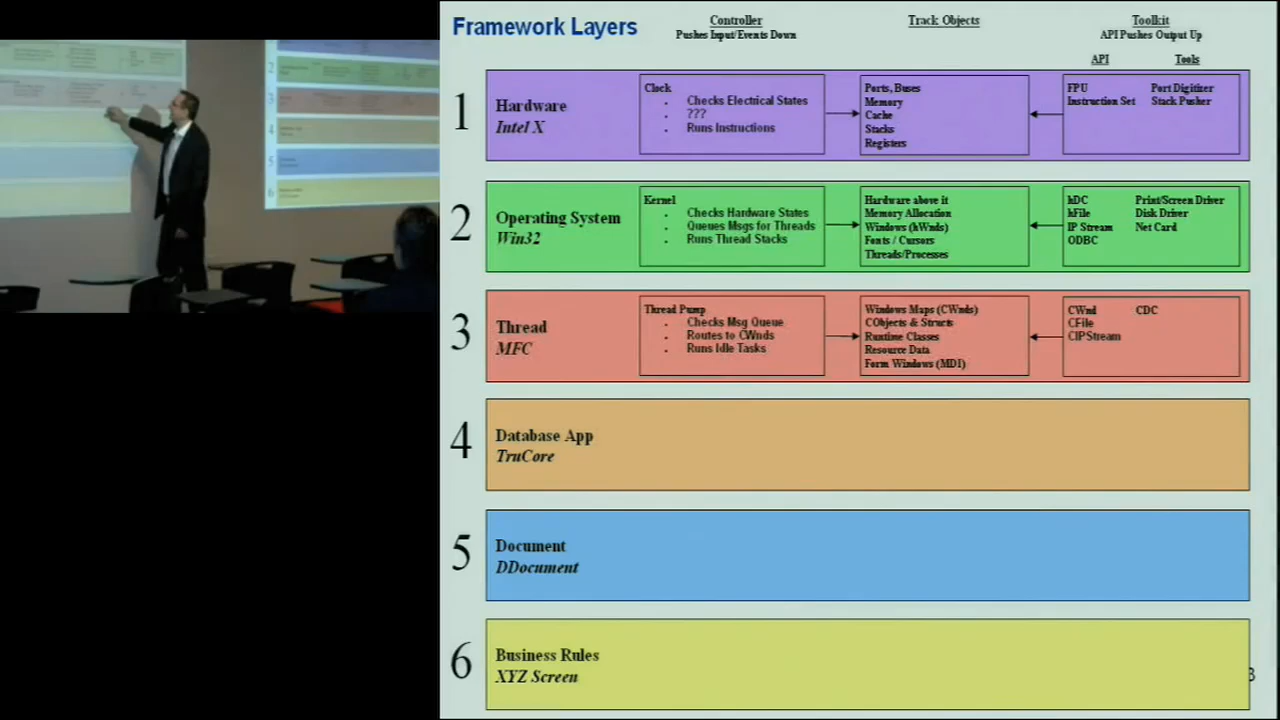 Framework Layers
Controller
Pushes Input/Events Down
Track Objects
Toolkit
API Pushes Output Up
API Tools
1
Hardware
Intel X
Clock
Checks Electrical States
???
Runs Instructions
Ports, Buses
Memory
Cache
Stacks
Registers
FPU Port Digitizer
Instruction Set Stack Pusher
2
Operating System
Win32
Kernel
Checks Hardware States
Queues Msgs for Threads
Runs Thread Stacks
Hardware above it
Memory Allocation
Windows (hWnds)
Fonts / Cursors
Threads/Processes
hDC Print/Screen Driver
hFile Disk Driver
IP Stream Net Card
ODBC
3
Thread
MFC
Thread Pump
Checks Msg Queue
Routes to CWnds
Runs Idle Tasks
Windows Maps (CWnds)
CObjects & Structs
Runtime Classes
Resource Data
Form Windows (MDI)
CWnd CDC
CFile
CIPStream
4
Database App
TruCore
5
Document
DDocument
6
Business Rules
XYZ Screen
3